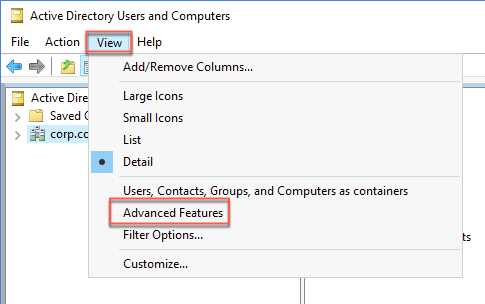 Active Directory Users and Computers
File Action View Help
Add/Remove Columns...
Active Dire
Large Icons
Saved
Small Icons
corp.co
List
Detail
Users, Contacts, Groups, and Computers as containers
Advanced Features
Filter Options...
ts
Customize...